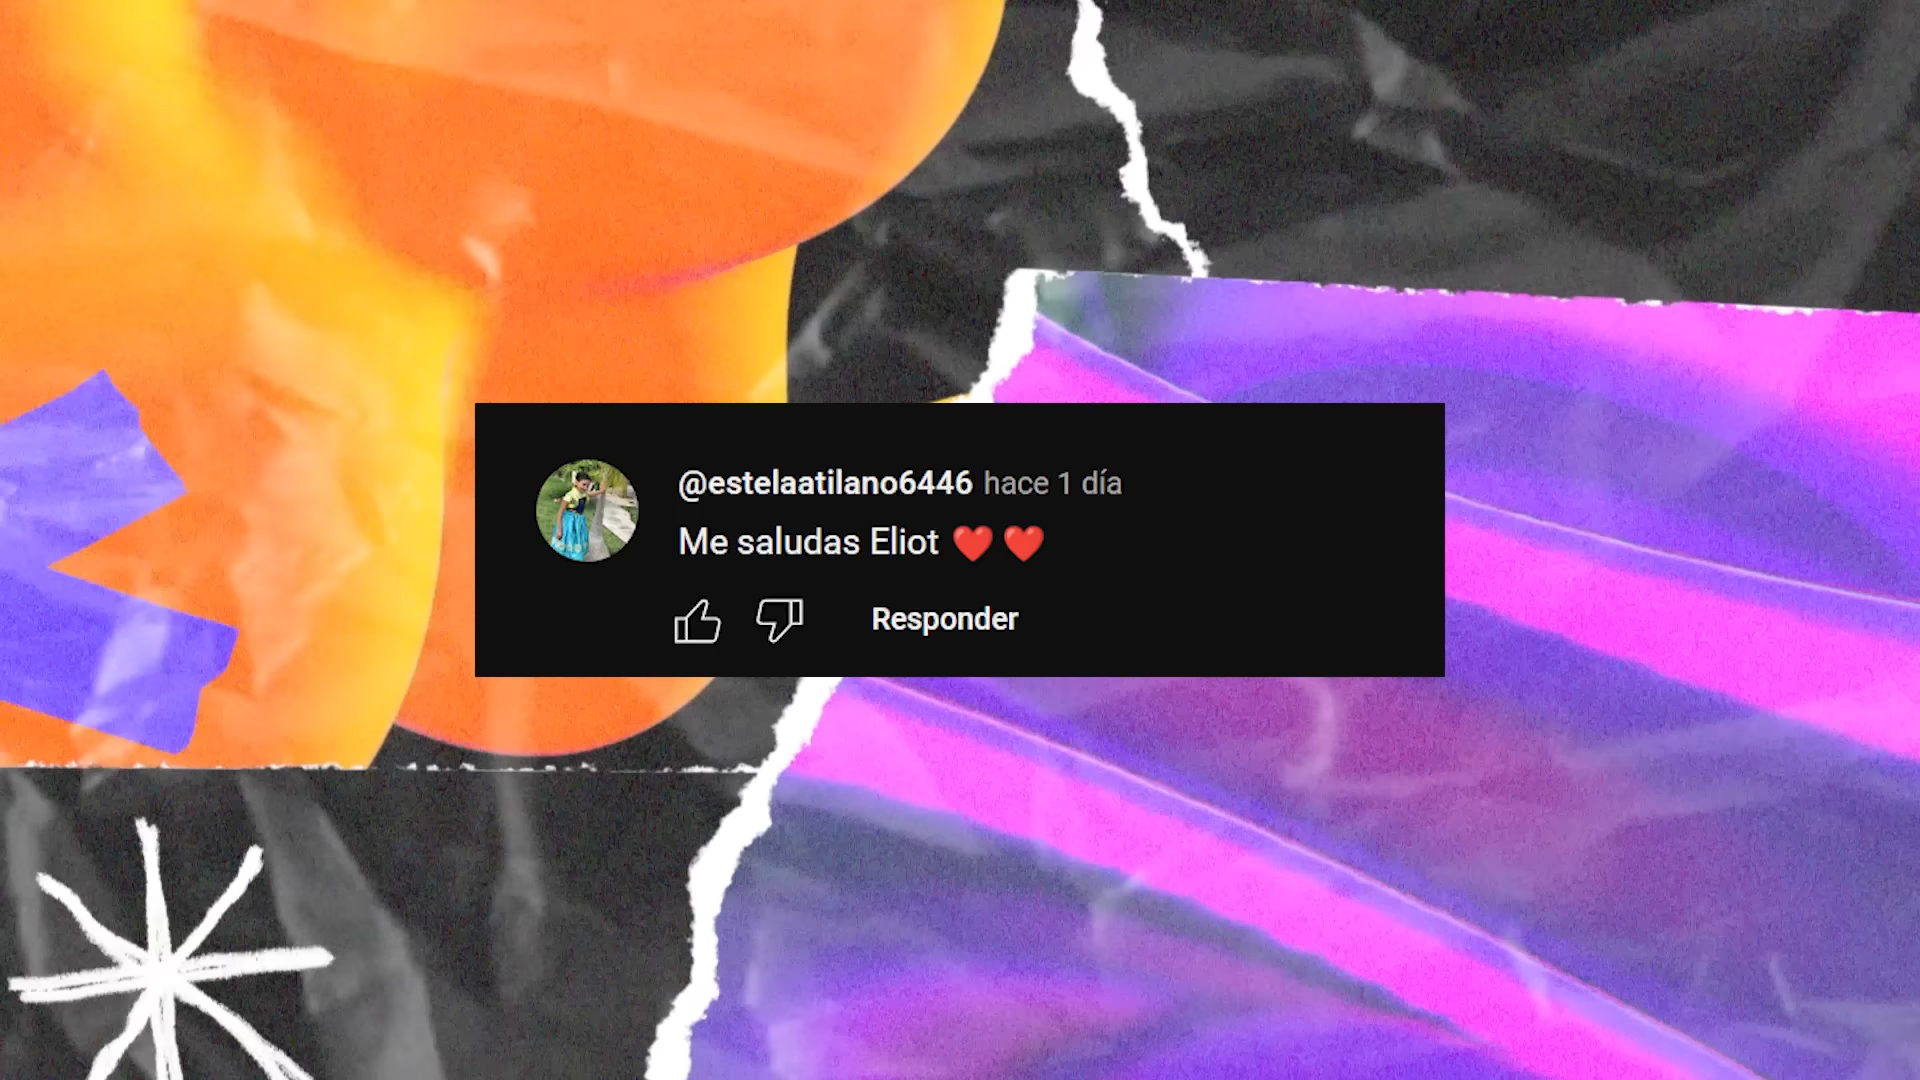 @estelaatilano6446 hace 1 día
Me saludas Eliot ❤️❤️
Responder